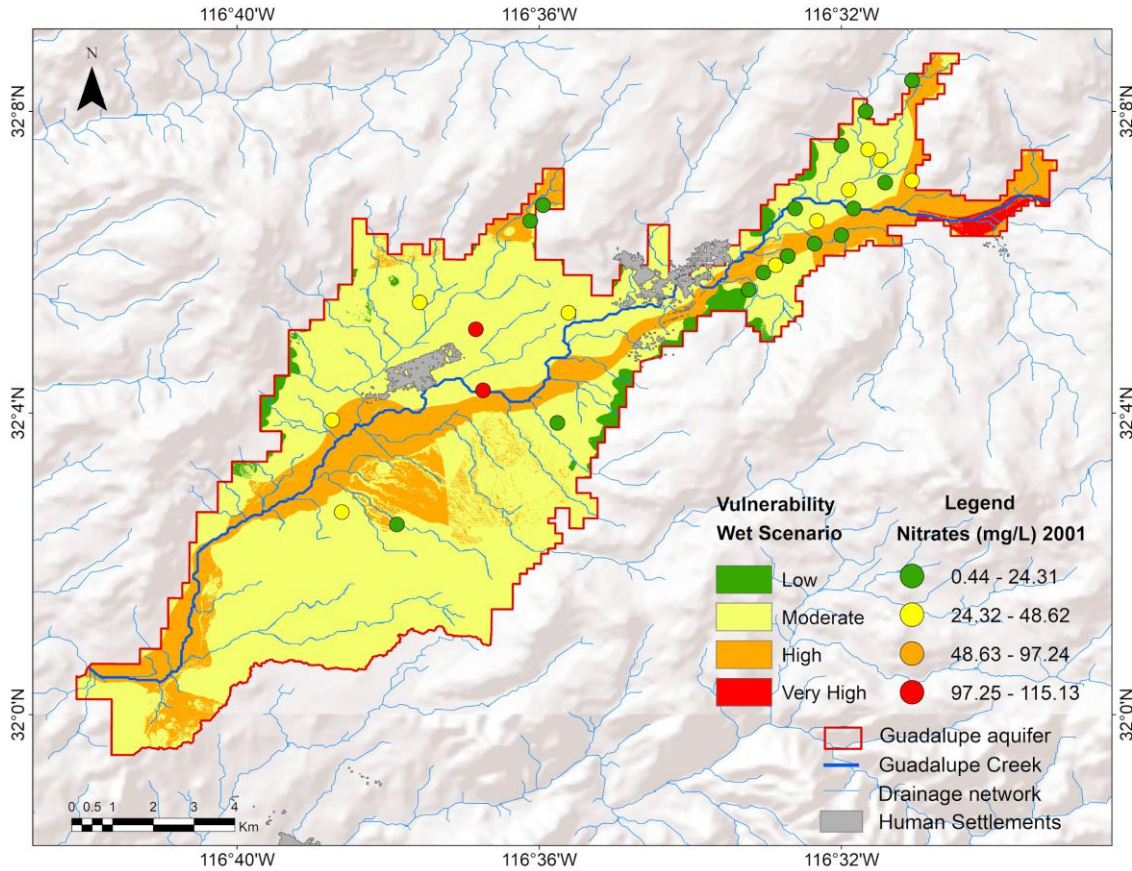 116°40'W 116°36'W 116°32'W
N
32°8'N 32°8'N
32°4'N 32°4'N
Vulnerability Legend
Wet Scenario Nitrates (mg/L) 2001
Low 0.44 - 24.31
Moderate 24.32 - 48.62
High 48.63 - 97.24
Very High 97.25 - 115.13
32°0'N 32°0'N
Guadalupe aquifer
Guadalupe Creek
Drainage network
Human Settlements
0 0.5 1 2 3 4
Km
116°40'W 116°36'W 116°32'W